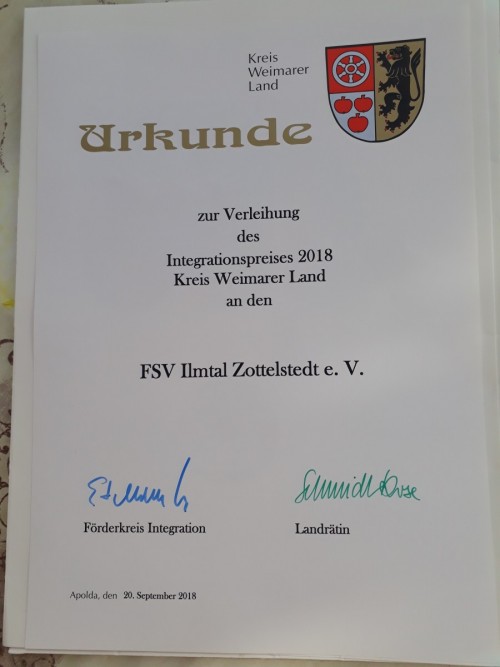 Kreis
Weimarer
Land
Urkunde
zur Verleihung
des
Integrationspreises 2018
Kreis Weimarer Land
an den
FSV Ilmtal Zottelstedt e. V.
Förderkreis Integration
Landrätin
Apolda, den 20. September 2018